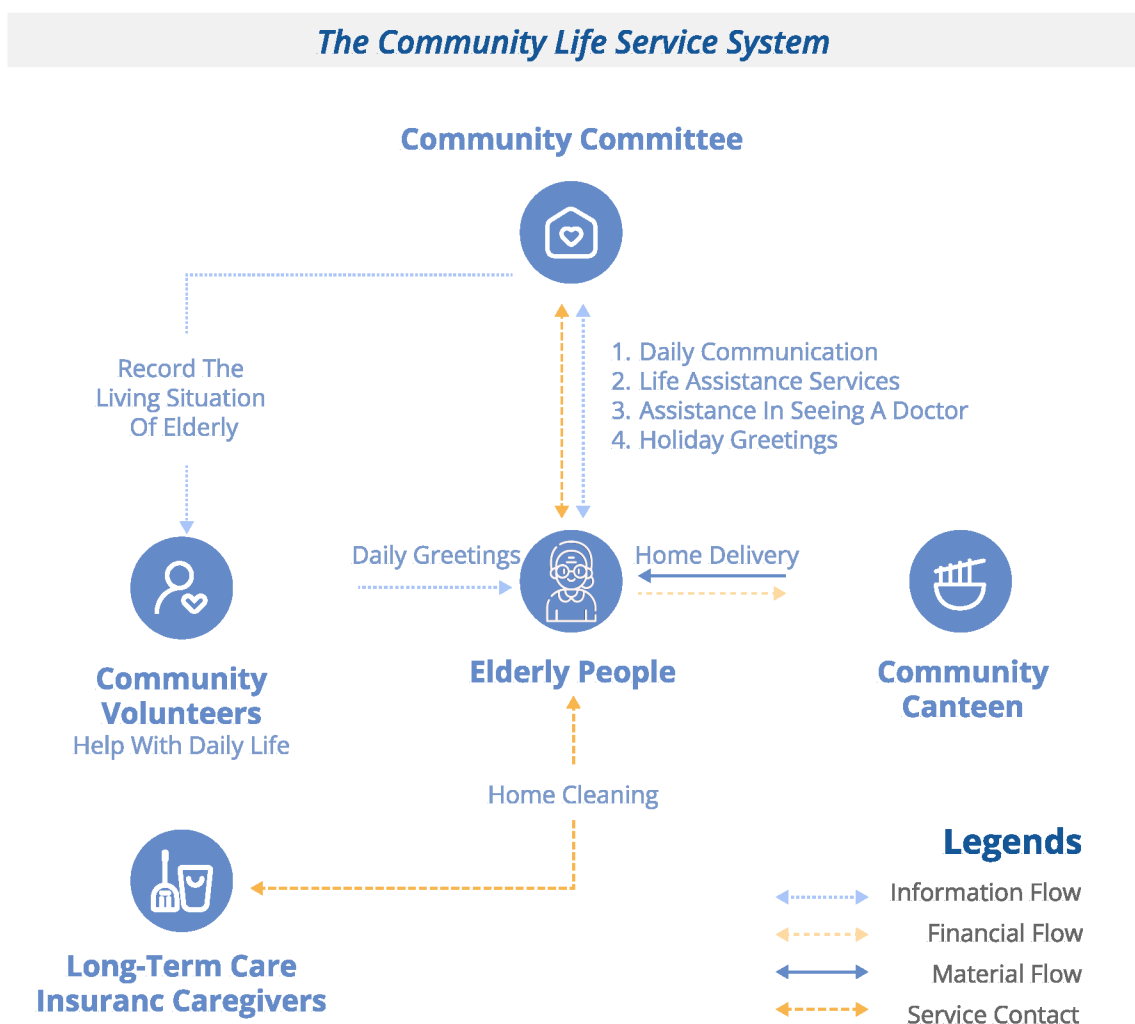 The Community Life Service System
Community Committee
1. Daily Communication
2. Life Assistance Services
3. Assistance In Seeing A Doctor
4. Holiday Greetings
Record The
Living Situation
Of Elderly
Daily Greetings
Home Delivery
Community
Volunteers
Help With Daily Life
Elderly People
Community
Canteen
Home Cleaning
Long-Term Care
Insuranc Caregivers
Legends
Information Flow
Financial Flow
Material Flow
Service Contact